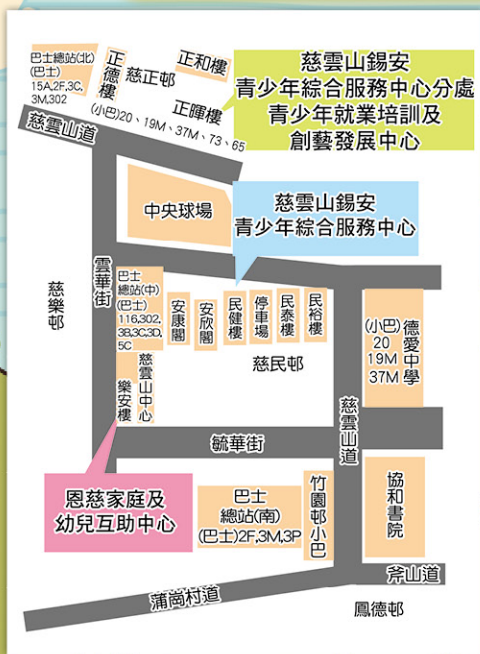 巴士總站(北)
(巴士)
15A,2F,3C,
3M,302
正德樓
慈正邨
正和樓
正暉樓
(小巴)20、19M、37M、73、65
慈雲山錫安
青少年綜合服務中心分處
青少年就業培訓及
創藝發展中心
慈雲山道
中央球場
慈雲山錫安
青少年綜合服務中心
雲華街
慈樂邨
巴士
總站(中)
(巴士)
116,302,
3B,3C,3D,
5C
慈雲山中心
樂安樓
安康閣
安欣閣
民健樓
停車場
民泰樓
民裕樓
慈民邨
慈雲山道
(小巴)
20
19M
37M
德愛中學
毓華街
恩慈家庭及
幼兒互助中心
巴士
總站(南)
(巴士)2F,3M,3P
竹園邨小巴
協和書院
斧山道
蒲崗村道
鳳德邨